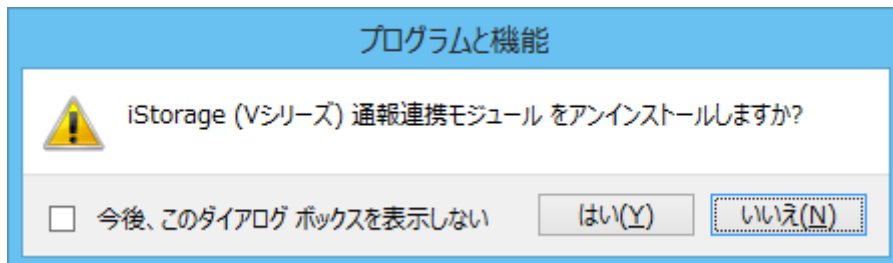 プログラムと機能
iStorage (Vシリーズ) 通報連携モジュール をアンインストールしますか?
今後、このダイアログ ボックスを表示しない
はい(Y)
いいえ(N)